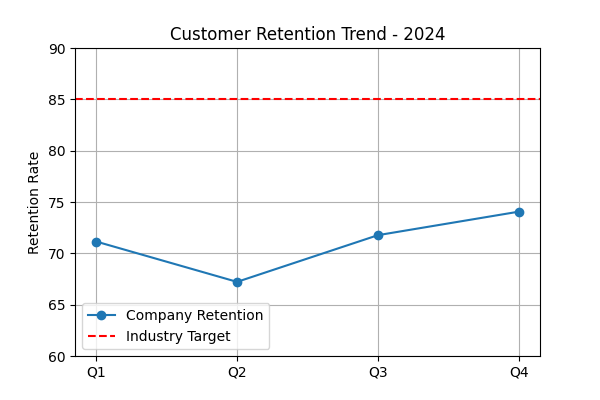 Customer Retention Trend - 2024
Retention Rate
90
85
80
75
70
65
60
Company Retention
Industry Target
Q1 Q2 Q3 Q4